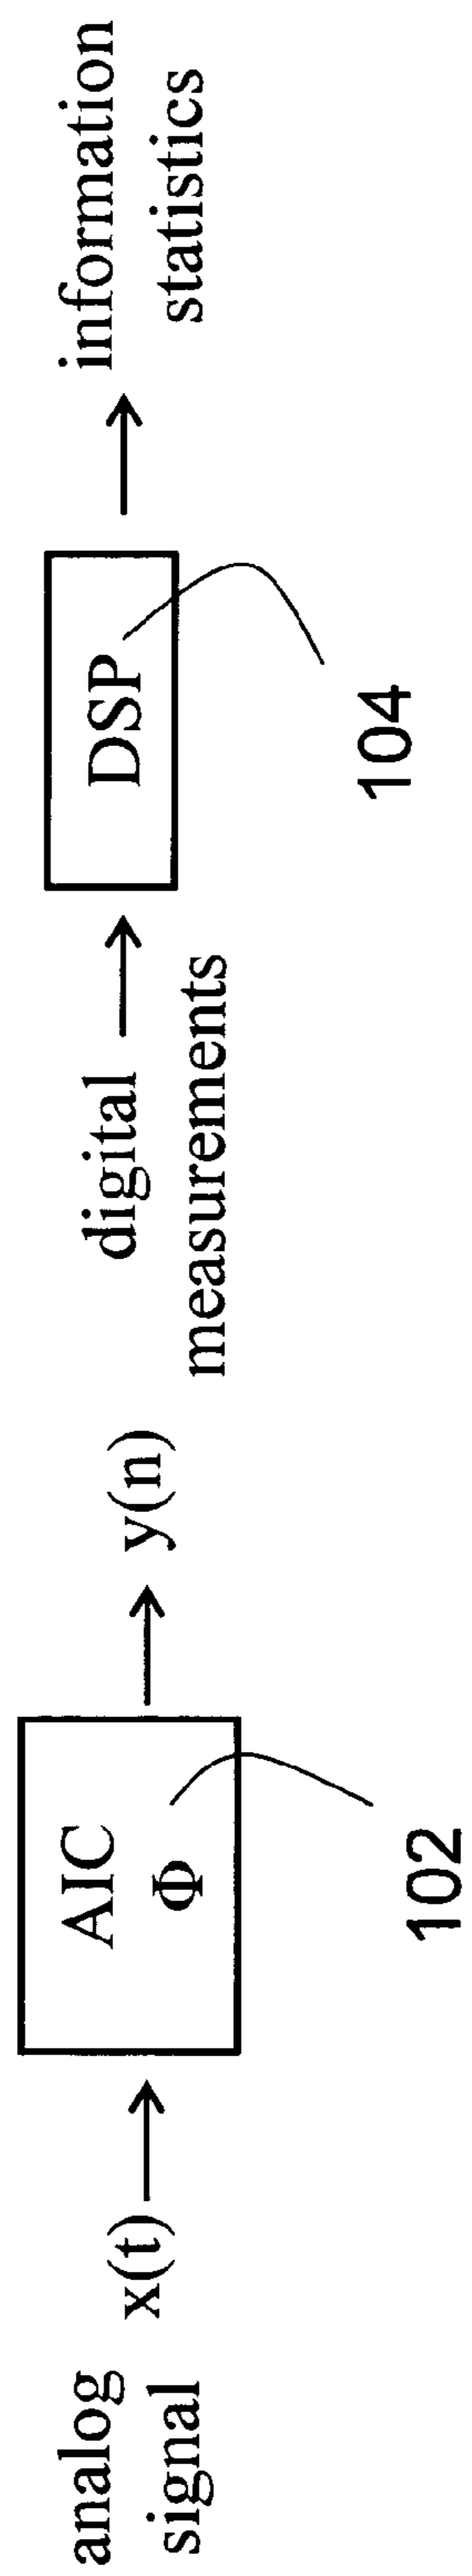 analog
signal
x(t)
AIC
Φ
102
y(n)
digital
measurements
DSP
104
information
statistics